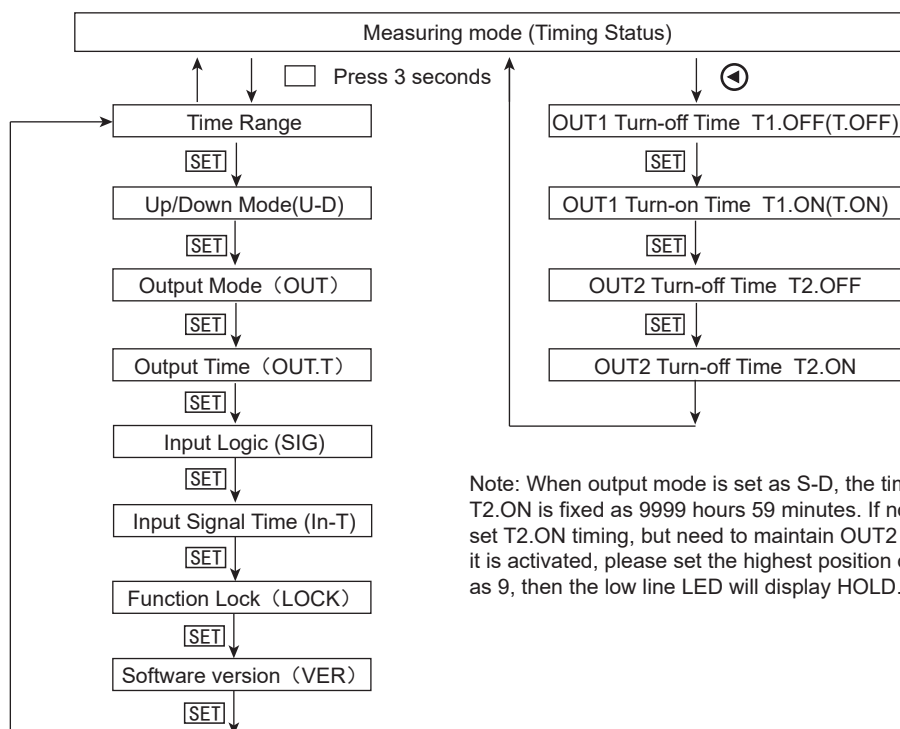 Measuring mode (Timing Status)
Press 3 seconds
Time Range
SET
Up/Down Mode(U-D)
SET
Output Mode（OUT）
SET
Output Time（OUT.T）
SET
Input Logic (SIG)
SET
Input Signal Time (In-T)
SET
Function Lock（LOCK）
SET
Software version（VER）
SET
OUT1 Turn-off Time T1.OFF(T.OFF)
SET
OUT1 Turn-on Time T1.ON(T.ON)
SET
OUT2 Turn-off Time T2.OFF
SET
OUT2 Turn-off Time T2.ON
Note: When output mode is set as S-D, the
T2.ON is fixed as 9999 hours 59 minutes. If
set T2.ON timing, but need to maintain OUT2
it is activated, please set the highest position
as 9, then the low line LED will display HOLD.